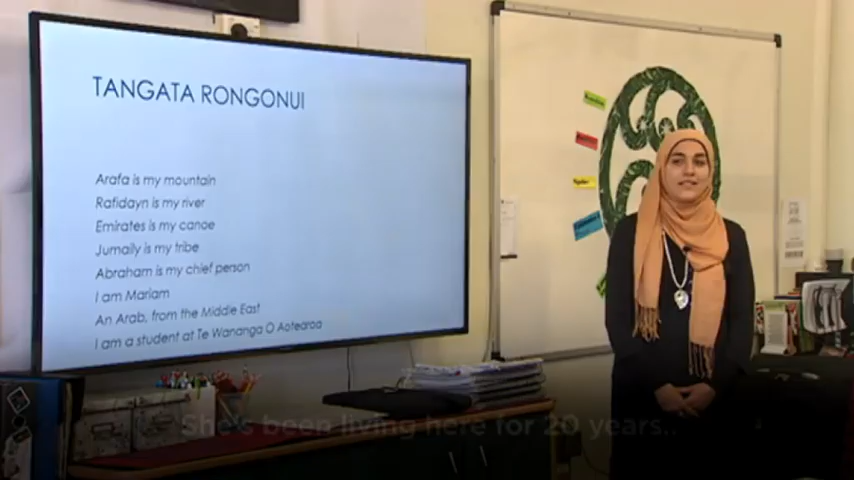 TANGATA RONGONUI
Arafa is my mountain
Rafidayn is my river
Emirates is my canoe
Jumaily is my tribe
Abraham is my chief person
I am Mariam
An Arab, from the Middle East
I am a student at Te Wananga O Aotearoa
She's been living here for 20 years..